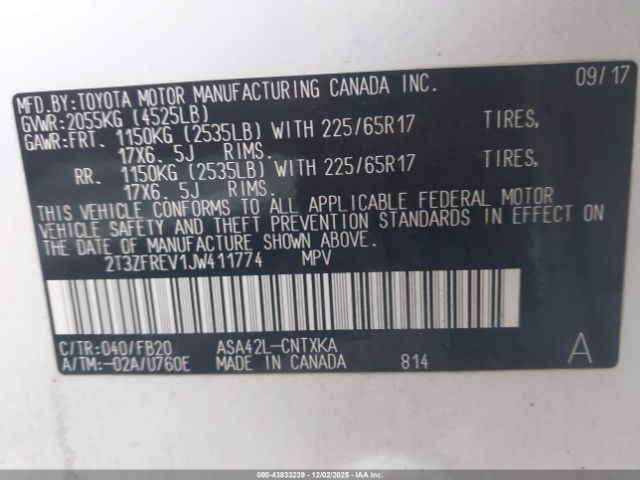 MFD.BY:TOYOTA MOTOR MANUFACTURING CANADA INC. 09/17
GVWR:2055KG (4525LB)
GAWR:FRT. 1150KG (2535LB) WITH 225/65R17 TIRES,
17X6. 5J RIMS.
RR. 1150KG (2535LB) WITH 225/65R17 TIRES,
17X6. 5J RIMS.
THIS VEHICLE CONFORMS TO ALL APPLICABLE FEDERAL MOTOR
VEHICLE SAFETY AND THEFT PREVENTION STANDARDS IN EFFECT ON
THE DATE OF MANUFACTURE SHOWN ABOVE.
2T3ZFREV1JW411774 MPV
C/TR:040/FB20 ASA42L-CNTXKA A
A/TM:-02A/U760E MADE IN CANADA 814
000-43833239 - 12/02/2025 - IAA Inc.